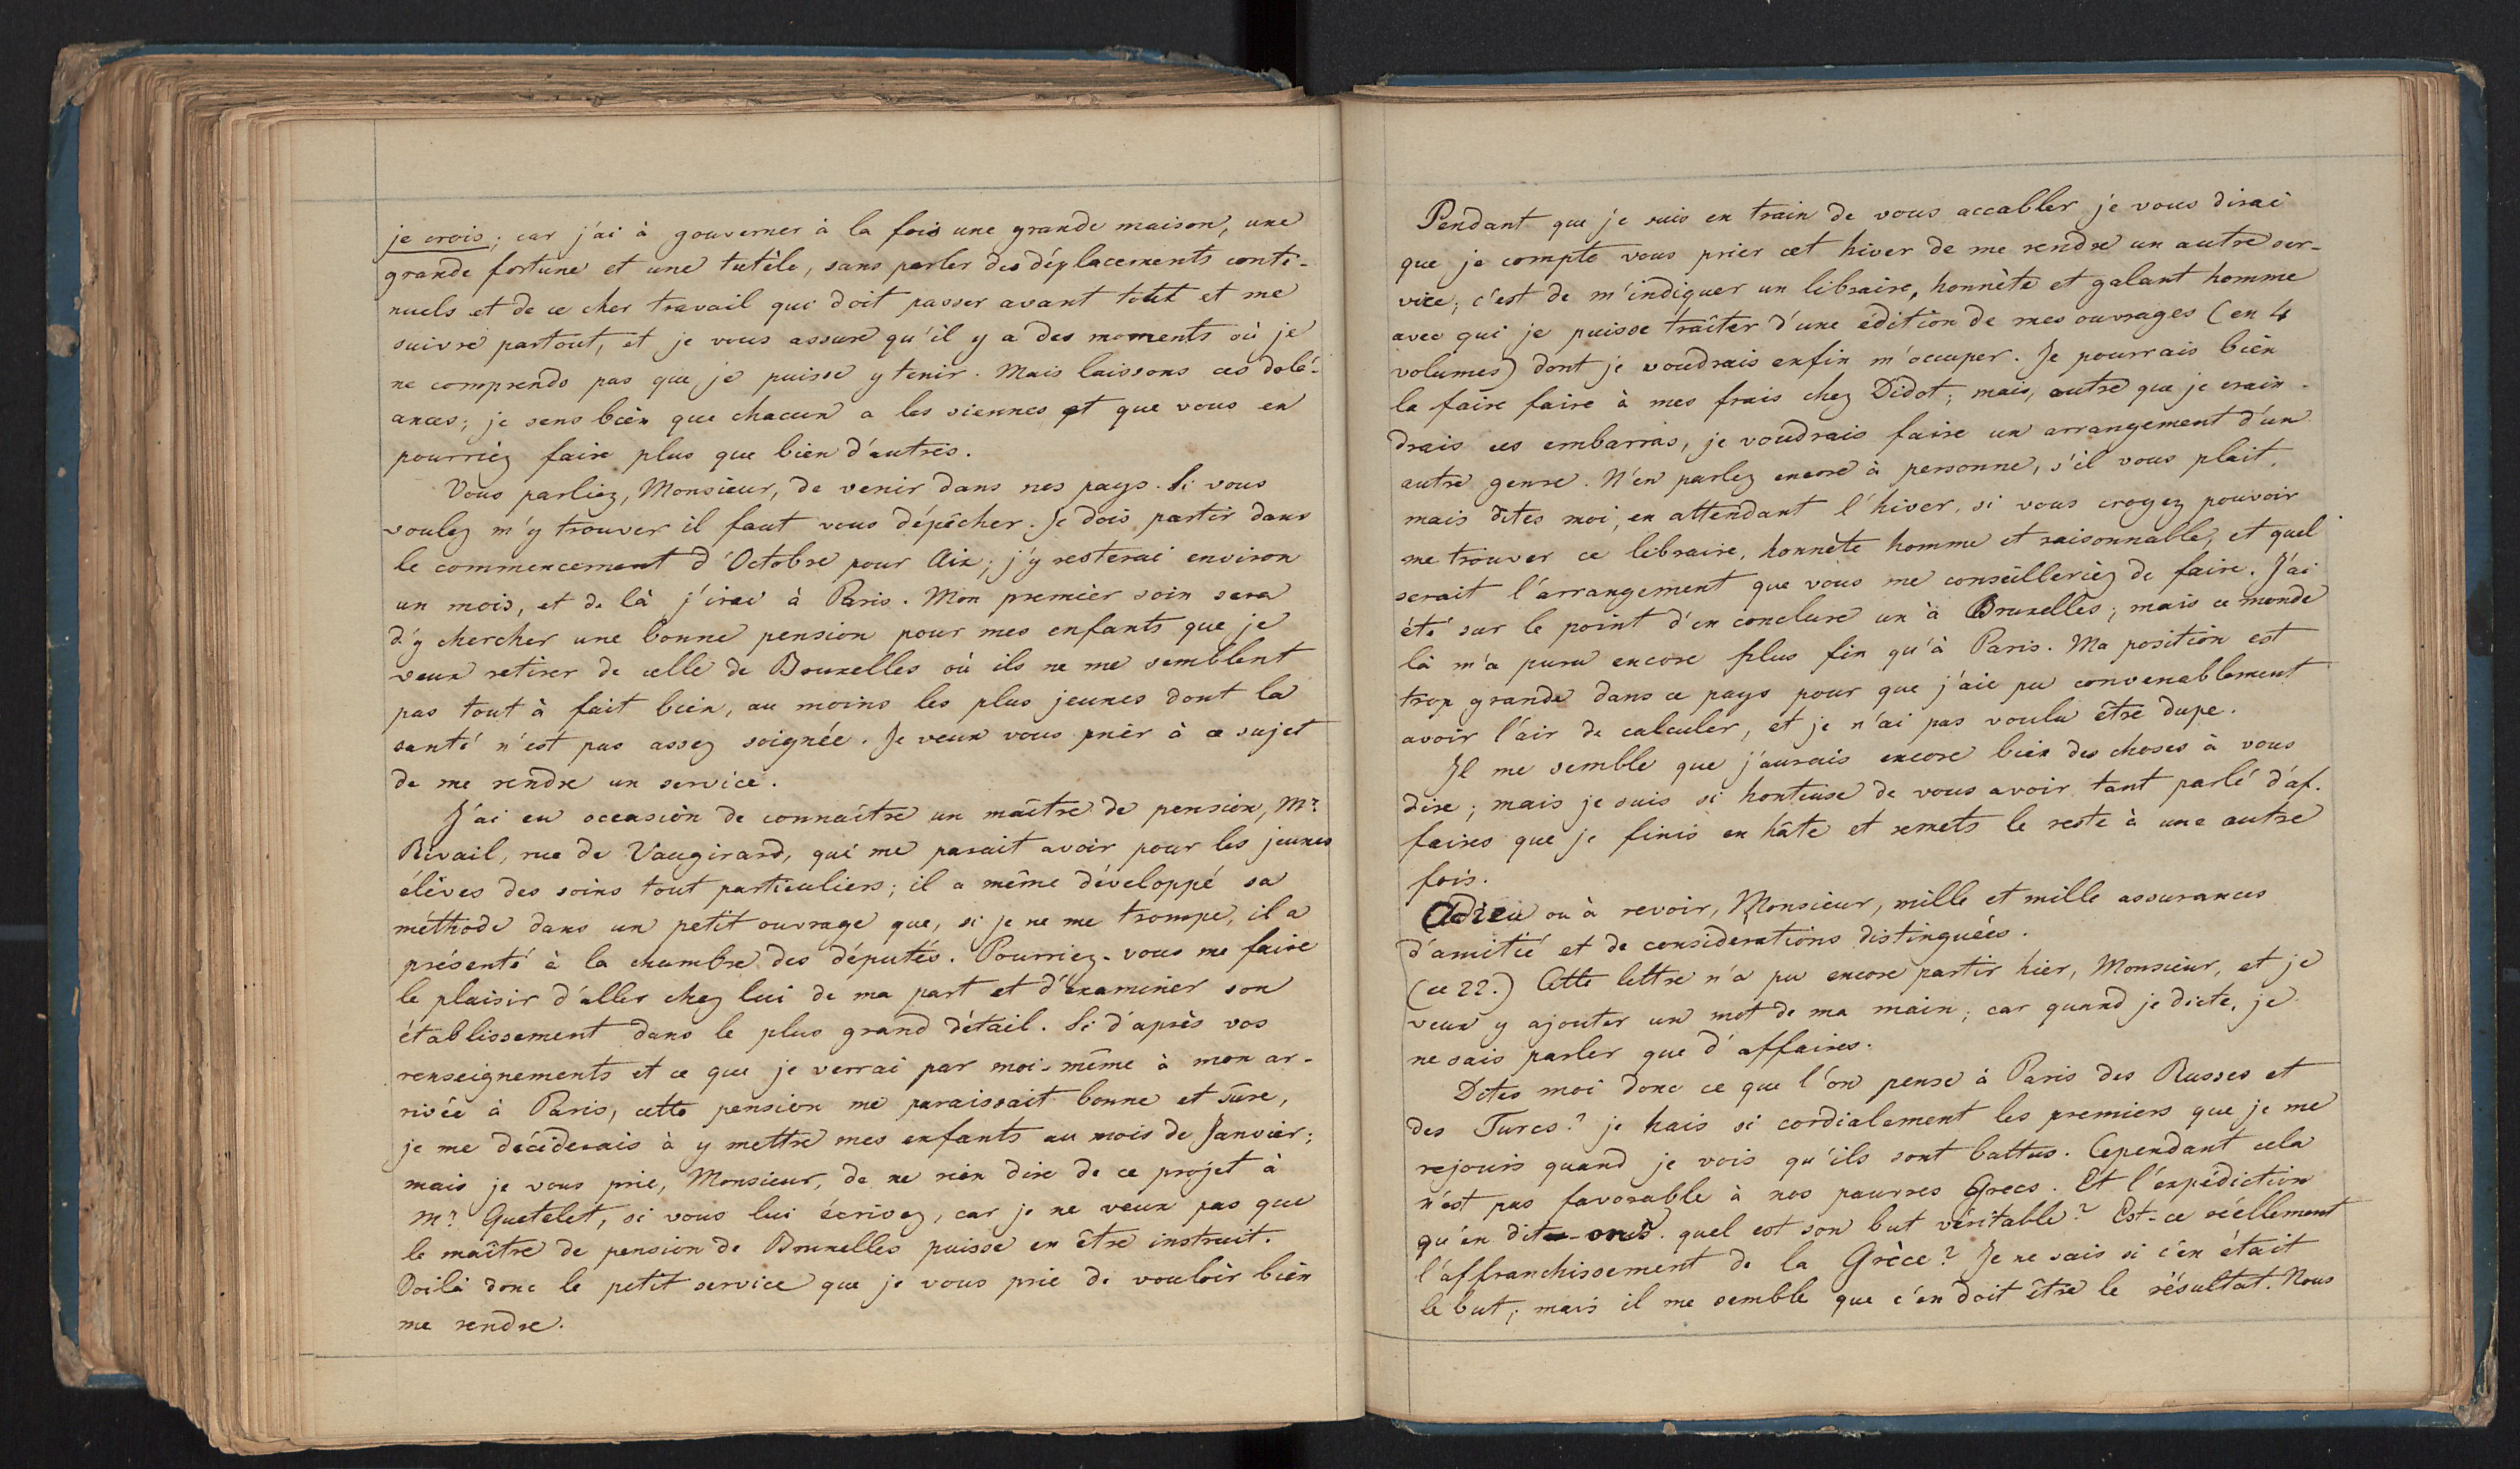 je crois; car j'ai à gouverner à la fois une grande maison, une
grande fortune et une tutèle, sans parler des déplacements conti-
nuels et de ce cher travail qui doit passer avant tout et me
suivre partout, et je vous assure qu'il y a des moments où je
ne comprends pas que je puisse y tenir. Mais laissons ces dolé-
ances; je sens bien que chacun a les siennes et que vous en
pourriez faire plus que bien d'autres.
Vous parliez, Monsieur, de venir dans nos pays. Si vous
voulez m'y trouver il faut vous dépêcher. Je dois partir dans
le commencement d'Octobre pour Aix; j'y resterai environ
un mois, et de là j'irai à Paris. Mon premier soin sera
d'y chercher une bonne pension pour mes enfants que je
veux retirer de celle de Bruxelles où ils ne me semblent
pas tout à fait bien, au moins les plus jeunes dont la
santé n'est pas assez soignée. Je veux vous prier à ce sujet
de me rendre un service.
J'ai eu occasion de connaître un maître de pension, Mr.
Rivail, rue de Vaugirard, qui me parait avoir pour les jeunes
élèves des soins tout particuliers; il a même développé sa
méthode dans un petit ouvrage que, si je ne me trompe, il a
présenté à la chambre des députés. Pourriez-vous me faire
le plaisir d'aller chez lui de ma part et d'examiner son
établissement dans le plus grand détail. Si d'après vos
renseignements et ce que je verrai par moi-même à mon ar-
rivée à Paris, cette pension me paraissait bonne et sûre,
je me déciderais à y mettre mes enfants au mois de Janvier;
mais je vous prie, Monsieur, de ne rien dire de ce projet à
Mr. Quetelet, si vous lui écrivez, car je ne veux pas que
le maître de pension de Bruxelles puisse en être instruit.
Voilà donc le petit service que je vous prie de vouloir bien
me rendre.
Pendant que je suis en train de vous accabler je vous dirai
que je compte vous prier cet hiver de me rendre un autre ser-
vice; c'est de m'indiquer un libraire, honnête et galant homme
avec qui je puisse traîter d'une édition de mes ouvrages (en 4
volumes) dont je voudrais enfin m'occuper. Je pourrais bien
la faire faire à mes frais chez Didot; mais, outre que je crain-
drais ces embarras, je voudrais faire un arrangement d'un
autre genre. N'en parlez encore à personne, s'il vous plait,
mais dites moi, en attendant l'hiver, si vous croyez pouvoir
me trouver ce libraire, honnête homme et raisonnable, et quel
serait l'arrangement que vous me conseilleriez de faire. J'ai
été sur le point d'en conclure un à Bruxelles; mais ce monde
là m'a paru encore plus fin qu'à Paris. Ma position est
trop grande dans ce pays pour que j'aie pu convenablement
avoir l'air de calculer, et je n'ai pas voulu être dupe.
Il me semble que j'aurais encore bien des choses à vous
dire; mais je suis si honteuse de vous avoir tant parlé d'af-
faires que je finis en hâte et remets le reste à une autre
fois.
Adieu ou à revoir, Monsieur, mille et mille assurances
d'amitié et de considérations distinguées.
(ce 22.) Cette lettre n'a pu encore partir hier, Monsieur, et je
veux y ajouter un mot de ma main; car quand je dicte, je
ne sais parler que d'affaires.
Dites moi donc ce que l'on pense à Paris des Russes et
des Turcs? je hais si cordialement les premiers que je me
rejouis quand je vois qu'ils sont battus. Cependant cela
n'est pas favorable à nos pauvres Grecs. Et l'expédiction
qu'en dit-on? quel est son but véritable? Est-ce réellement
l'affranchissement de la Grèce? Je ne sais si c'en était
le but; mais il me semble que c'en doit être le résultat. Nous